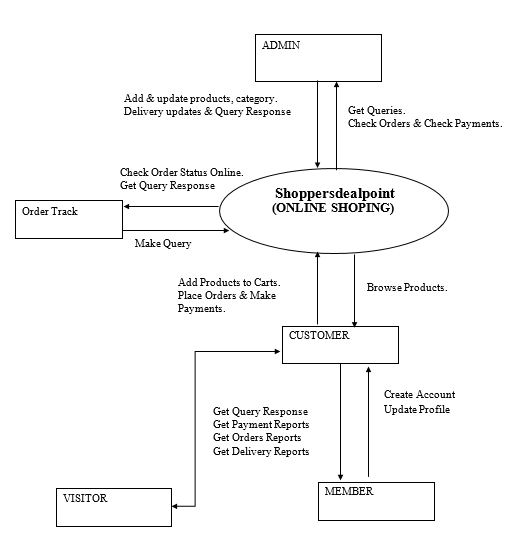 ADMIN
Add & update products, category.
Delivery updates & Query Response
Get Queries.
Check Orders & Check Payments.
Check Order Status Online.
Get Query Response
Shoppersdealpoint
(ONLINE SHOPING)
Order Track
Make Query
Add Products to Carts.
Place Orders & Make
Payments.
Browse Products.
CUSTOMER
Create Account
Update Profile
Get Query Response
Get Payment Reports
Get Orders Reports
Get Delivery Reports
VISITOR
MEMBER